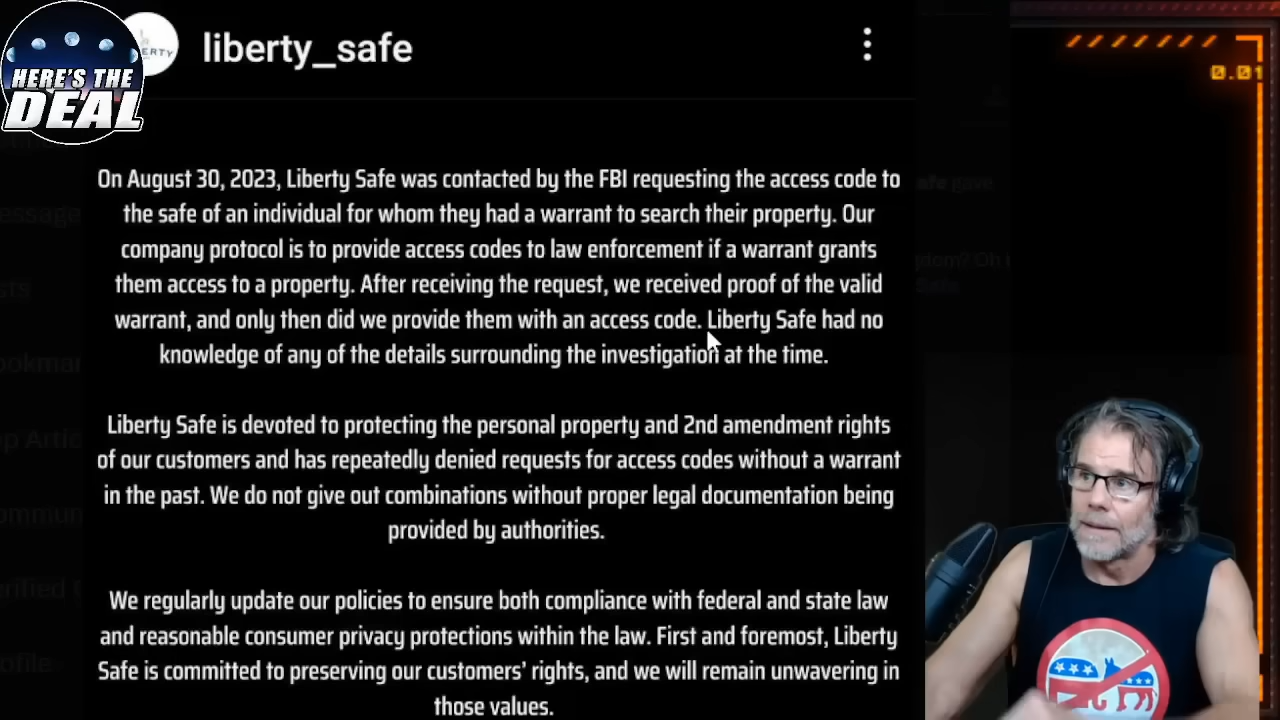 HERE'S THE
DEAL
liberty_safe
0.01
On August 30, 2023, Liberty Safe was contacted by the FBI requesting the access code to
the safe of an individual for whom they had a warrant to search their property. Our
company protocol is to provide access codes to law enforcement if a warrant grants
them access to a property. After receiving the request, we received proof of the valid
warrant, and only then did we provide them with an access code. Liberty Safe had no
knowledge of any of the details surrounding the investigation at the time.
Liberty Safe is devoted to protecting the personal property and 2nd amendment rights
of our customers and has repeatedly denied requests for access codes without a warrant
in the past. We do not give out combinations without proper legal documentation being
provided by authorities.
We regularly update our policies to ensure both compliance with federal and state law
and reasonable consumer privacy protections within the law. First and foremost, Liberty
Safe is committed to preserving our customers' rights, and we will remain unwavering in
those values.